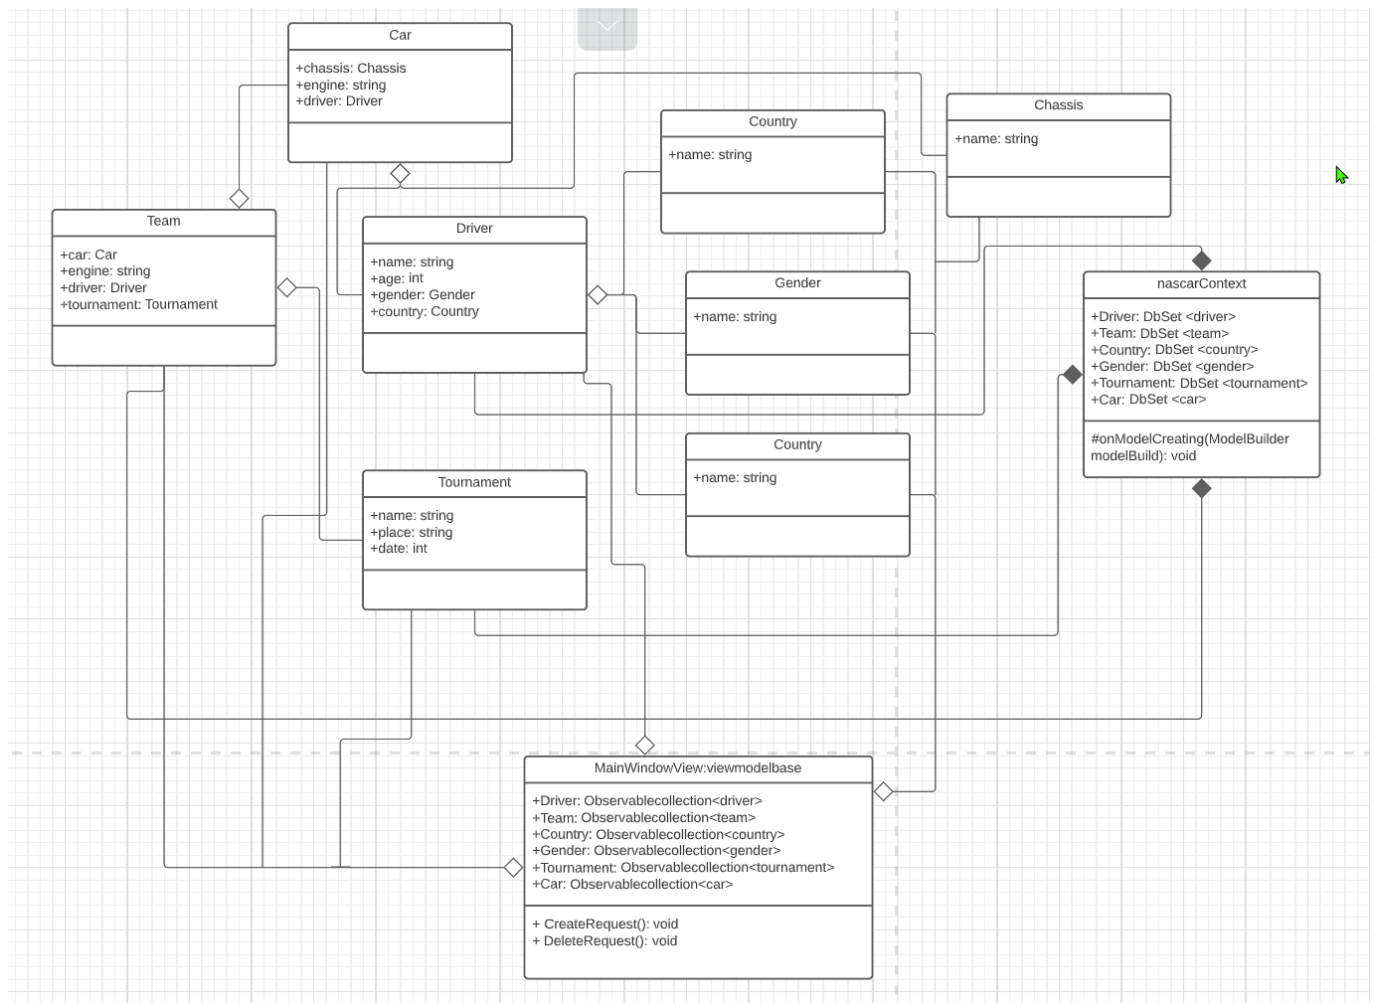 Car
+chassis: Chassis
+engine: string
+driver: Driver
Team
+car: Car
+engine: string
+driver: Driver
+tournament: Tournament
Driver
+name: string
+age: int
+gender: Gender
+country: Country
Country
+name: string
Chassis
+name: string
Gender
+name: string
Country
+name: string
nascarContext
+Driver: DbSet <driver>
+Team: DbSet <team>
+Country: DbSet <country>
+Gender: DbSet <gender>
+Tournament: DbSet <tournament>
+Car: DbSet <car>
#onModelCreating(ModelBuilder
modelBuild): void
Tournament
+name: string
+place: string
+date: int
MainWindowView:viewmodelbase
+Driver: Observablecollection<driver>
+Team: Observablecollection<team>
+Country: Observablecollection<country>
+Gender: Observablecollection<gender>
+Tournament: Observablecollection<tournament>
+Car: Observablecollection<car>
+ CreateRequest(): void
+ DeleteRequest(): void